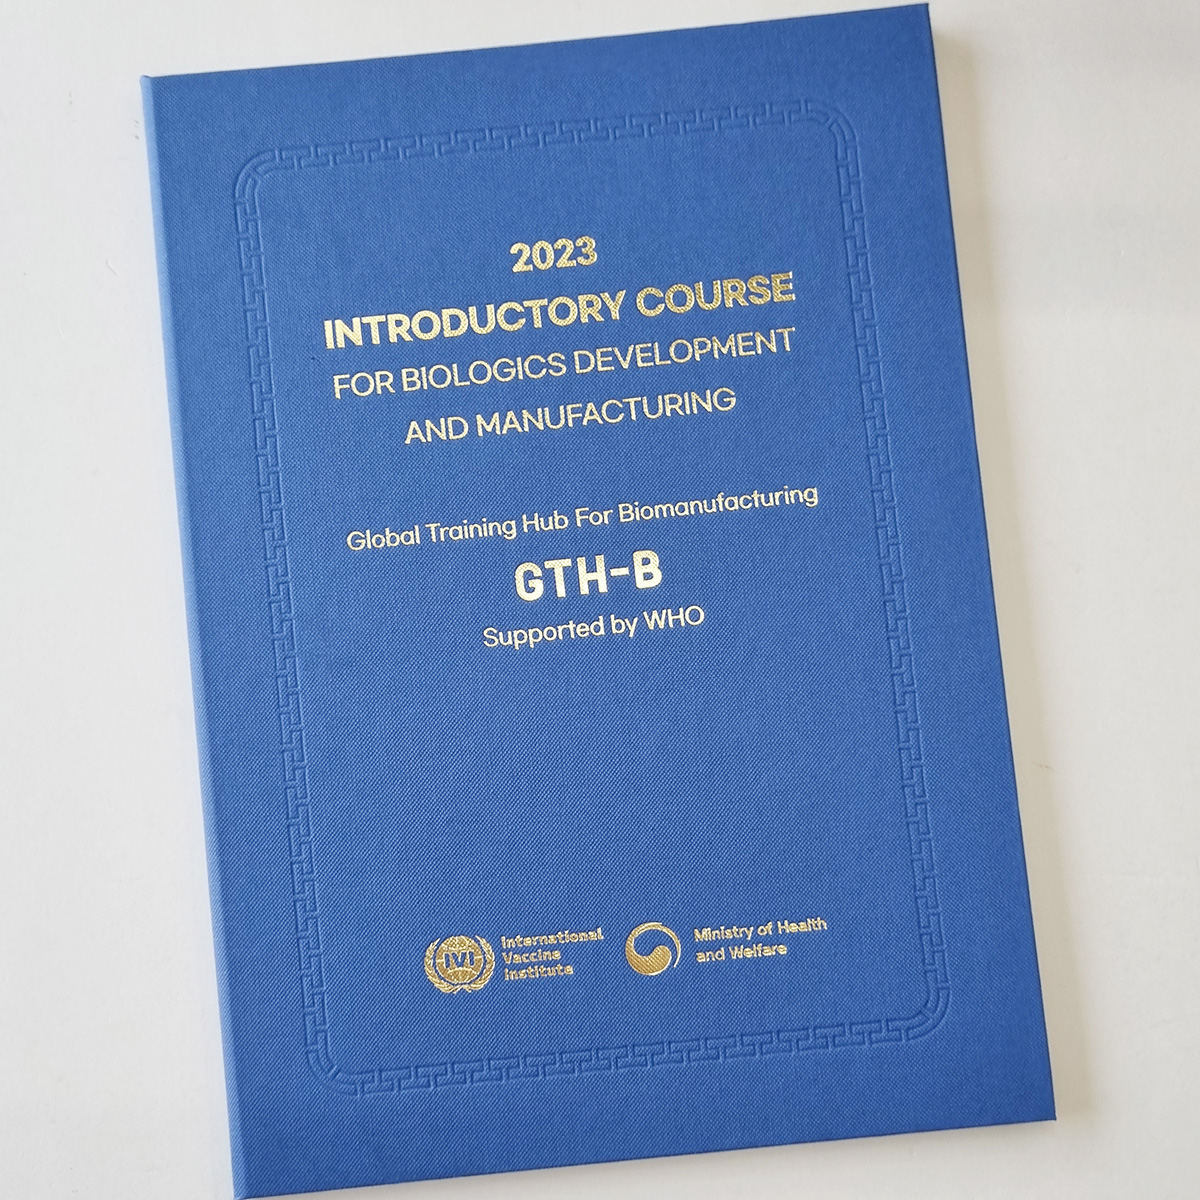 2023
INTRODUCTORY COURSE
FOR BIOLOGICS DEVELOPMENT
AND MANUFACTURING
Global Training Hub For Biomanufacturing
GTH-B
Supported by WHO
IVI
International
Vaccine
Institute
Ministry of Health
and Welfare